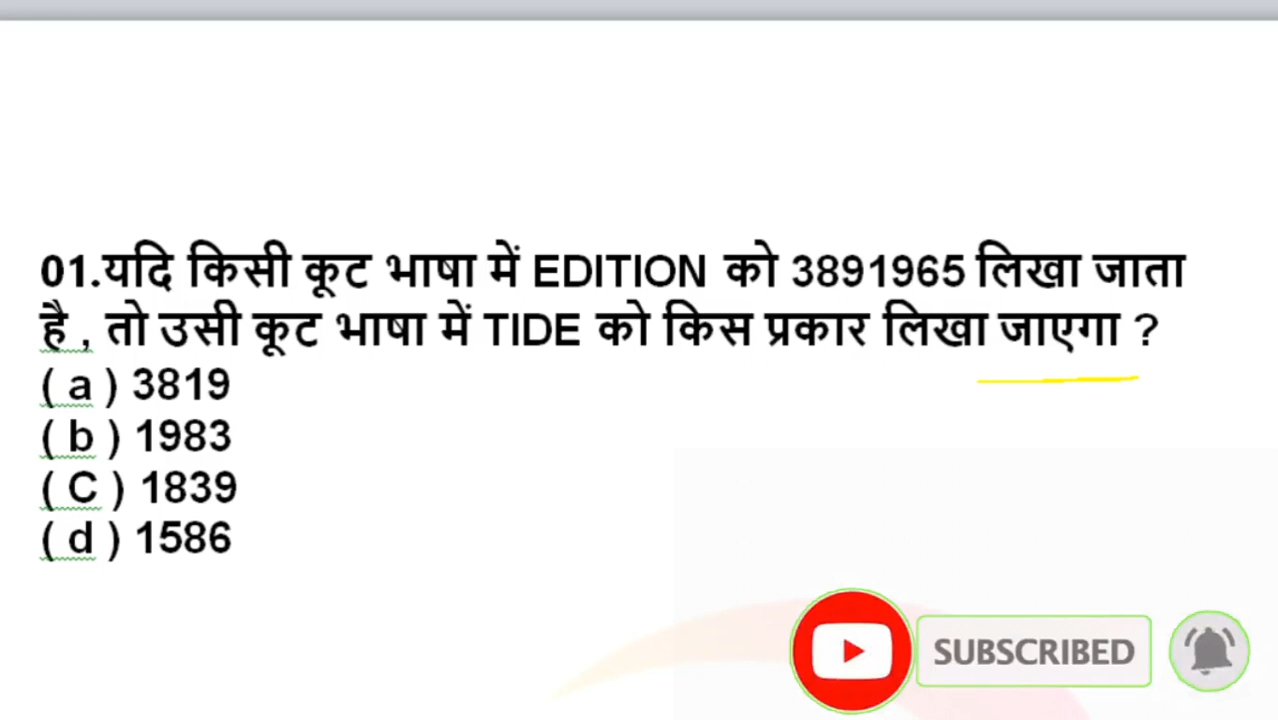 01.यदि किसी कूट भाषा में EDITION को 3891965 लिखा जाता
है , तो उसी कूट भाषा में TIDE को किस प्रकार लिखा जाएगा ?
( a ) 3819
( b ) 1983
( C ) 1839
( d ) 1586
SUBSCRIBED